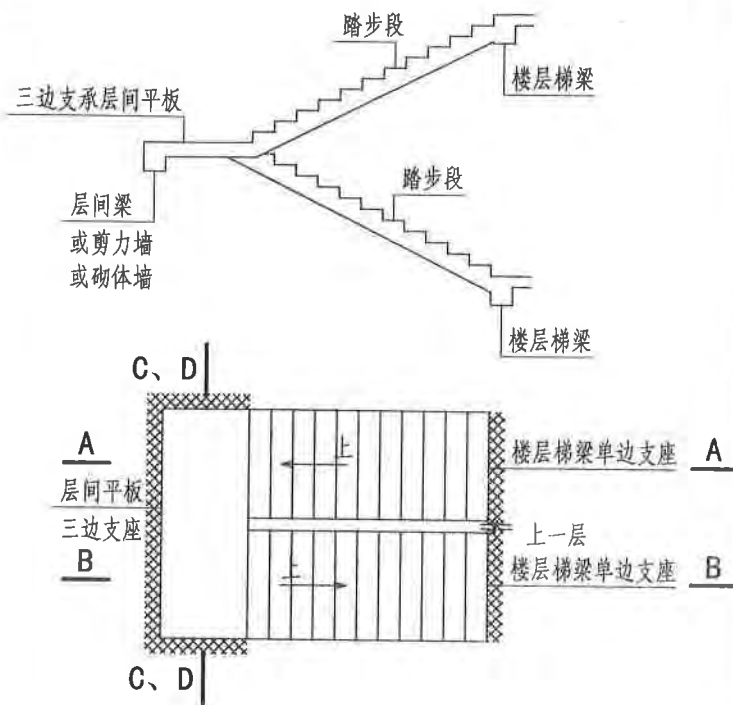 踏步段
楼层梯梁
三边支承层间平板
踏步段
层间梁
或剪力墙
或砌体墙
楼层梯梁
C、D
A
上
楼层梯梁单边支座
A
层间平板
三边支座
上一层
B
上
楼层梯梁单边支座
B
C、D